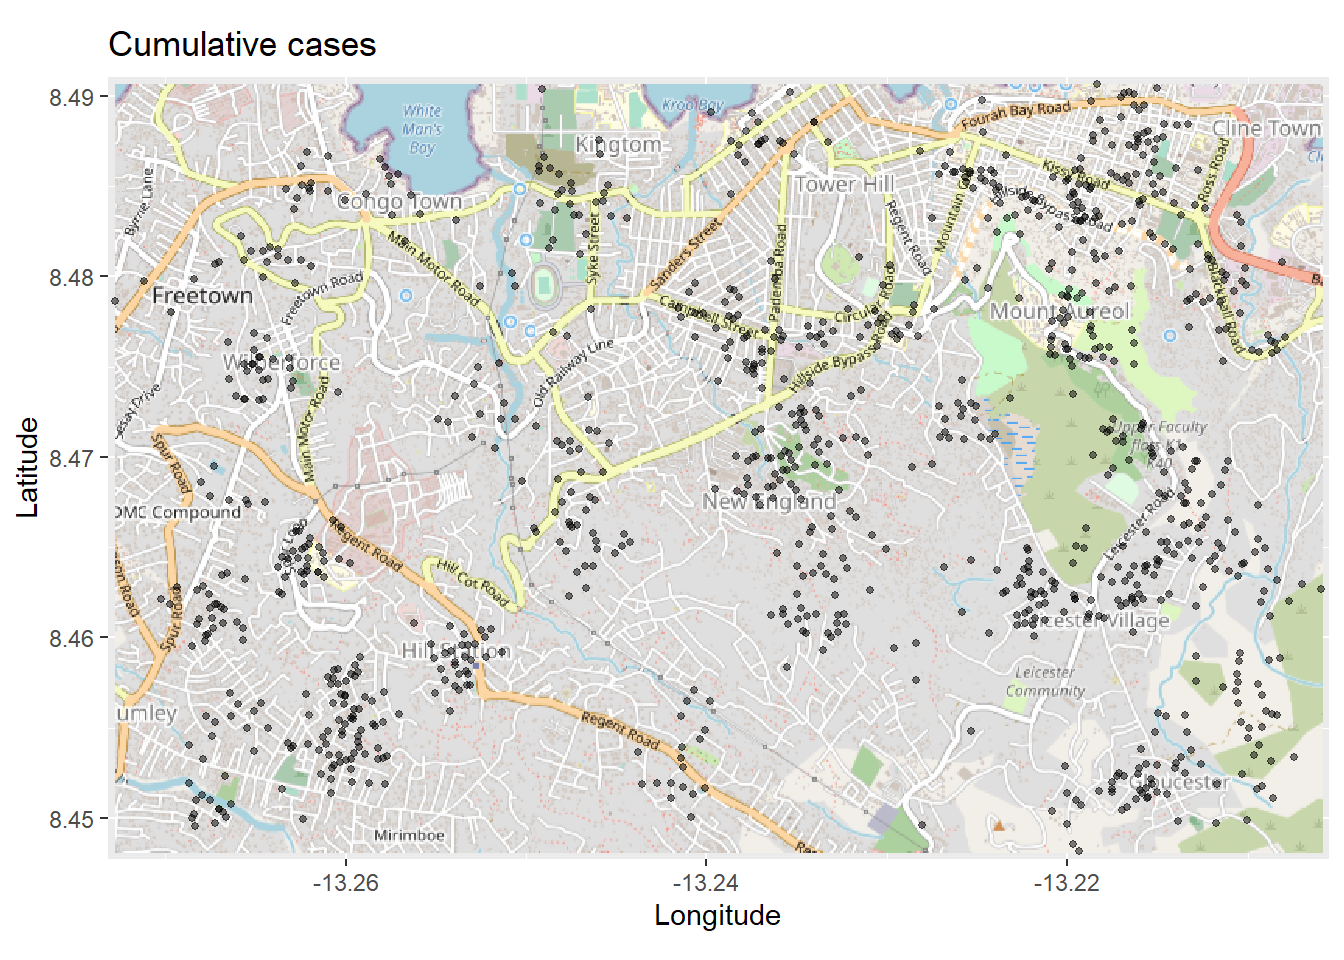 Cumulative cases
8.49
8.48
8.47
8.46
8.45
Latitude
-13.26
-13.24
-13.22
Longitude
White
Man's
Bay
Kroo Bay
Kingtom
Fourah Bay Road
Cline Town
Byrne Lane
Congo Town
Tower Hill
Kissy Road
Ross Road
Regent Road
Mountain
Bypass Road
Main Motor Road
Syke Street
Sanders Street
Pademba Road
Freetown
Freetown Road
Campbell Street
Circular Road
Mount Aureol
Blackhall Road
Wilberforce
Old Railway Line
Hillside Bypass Road
Main Motor Road
Spur Road
Upper Faculty
flats K1
K40
New England
OMC Compound
Regent Road
Hill Cot Road
Leicester Road
Spur Road
Hill Station
icester Village
Leicester
Community
umley
Regent Road
Gloucester
Mirimboe